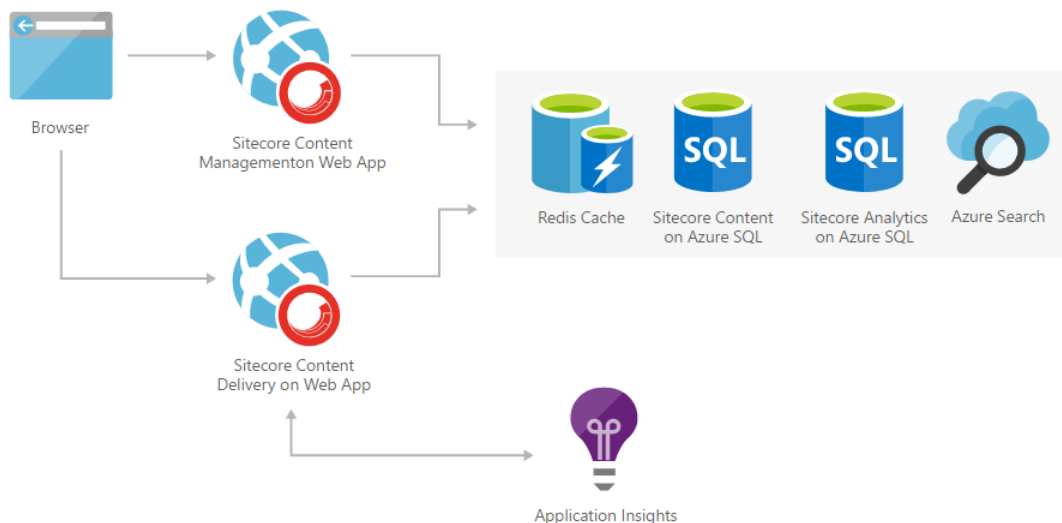 Browser
Sitecore Content
Managementon Web App
SQL
SQL
Redis Cache
Sitecore Content
on Azure SQL
Sitecore Analytics
on Azure SQL
Azure Search
Sitecore Content
Delivery on Web App
Application Insights